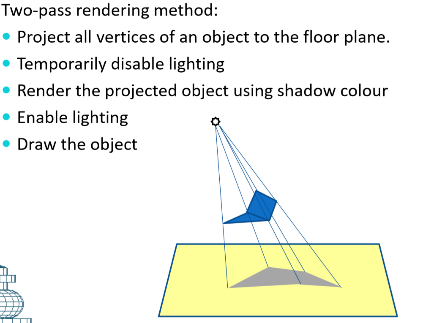 Two-pass rendering method:
• Project all vertices of an object to the floor plane.
• Temporarily disable lighting
• Render the projected object using shadow colour
• Enable lighting
• Draw the object